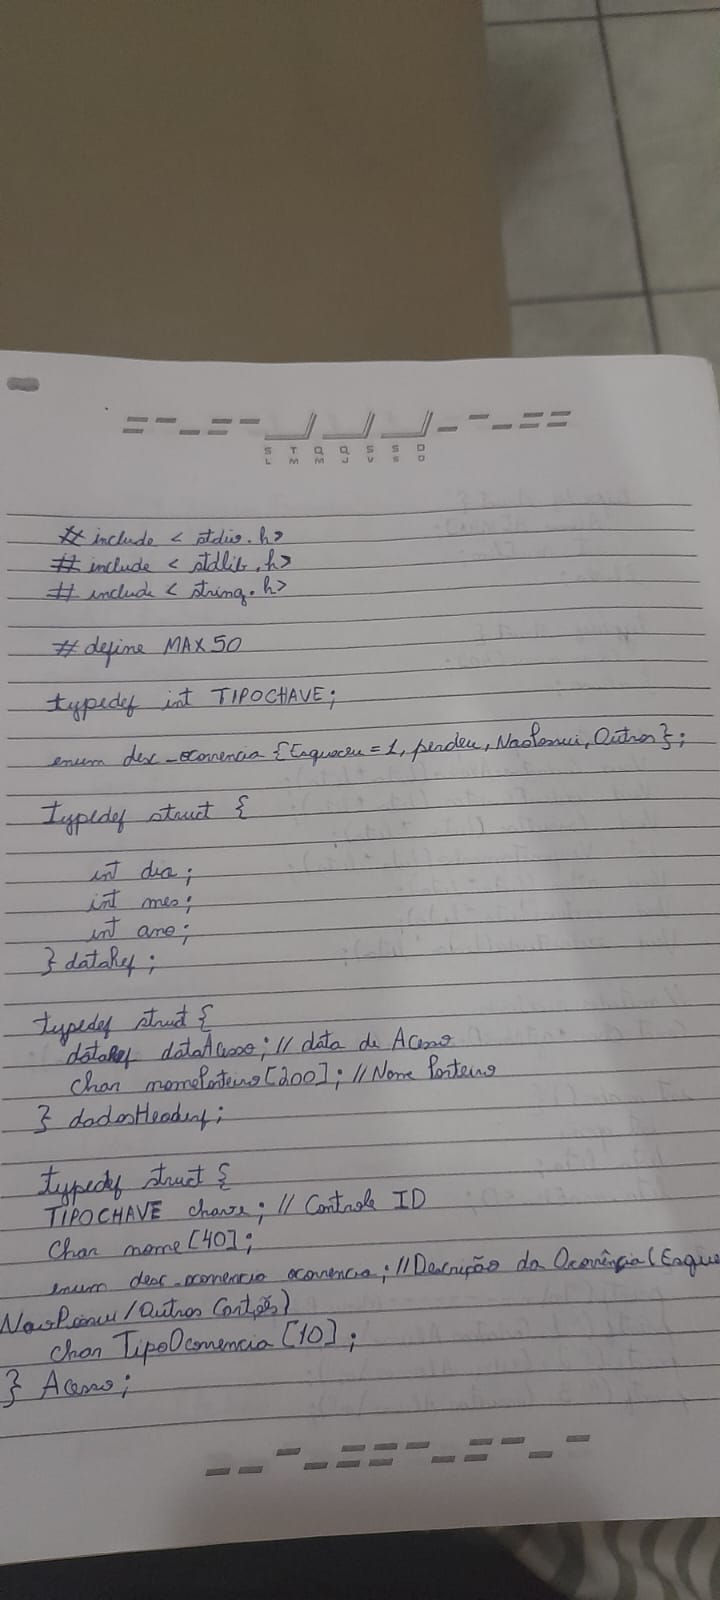 S T Q Q S S D
L M M J V S D
#include < stdio.h>
#include < stdlib.h>
#include < string.h>
#define MAX 50
typedef int TIPOCHAVE;
enum desc_ocorrencia {Esqueceu = 1, perdeu, NaoPossui, Outros};
typedef struct {
int dia;
int mes;
int ano;
} dataRef;
typedef struct {
dataRef dataAcesso; // data de Acesso
char nomePorteiro[200]; // Nome Porteiro
} dadosHeader;
typedef struct {
TIPOCHAVE chave; // Controle ID
char nome [40];
enum desc_ocorrencia ocorrencia; //Descrição da Ocorrência (Esque
NaoPossui / Outros Cartões)
char TipoOcorrencia [10];
} Acesso;